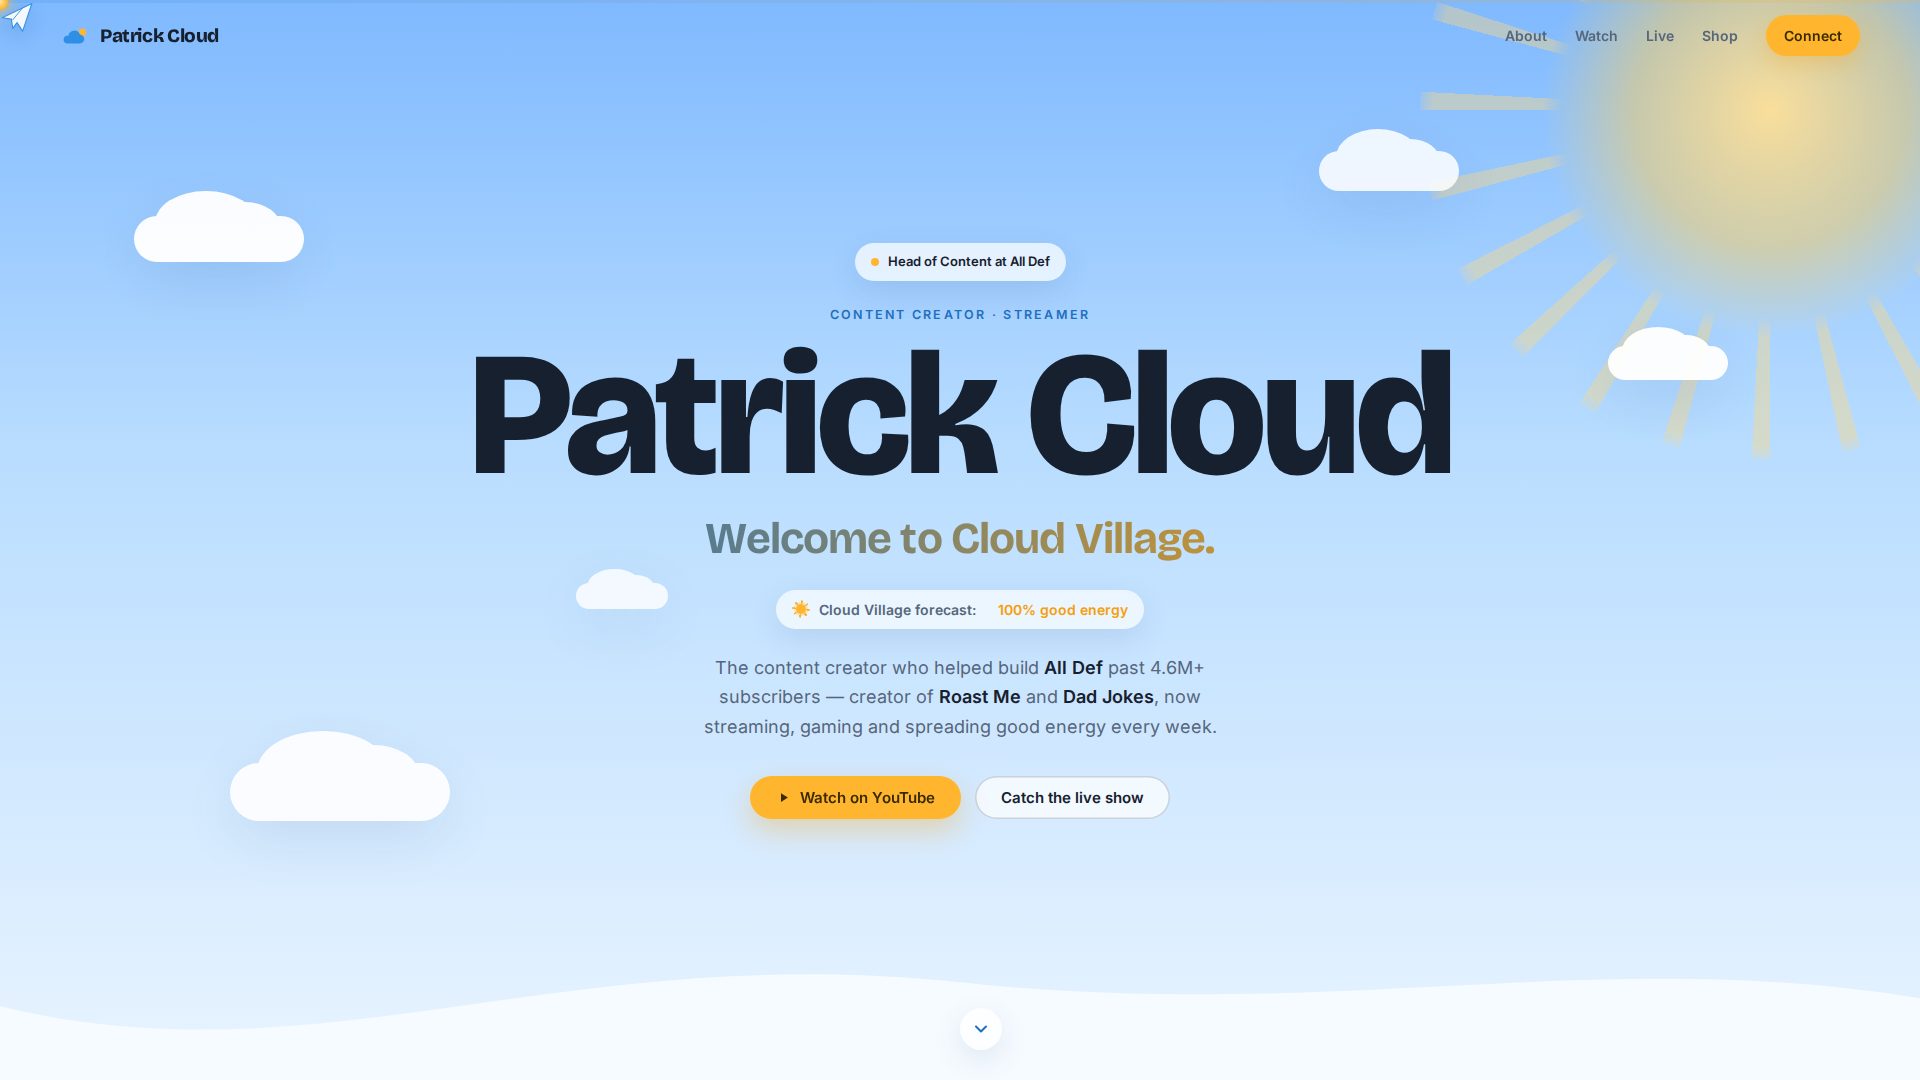 Patrick Cloud
About
Watch
Live
Shop
Connect
Head of Content at All Def
CONTENT CREATOR · STREAMER
Patrick Cloud
Welcome to Cloud Village.
Cloud Village forecast: 100% good energy
The content creator who helped build All Def past 4.6M+
subscribers — creator of Roast Me and Dad Jokes, now
streaming, gaming and spreading good energy every week.
Watch on YouTube
Catch the live show